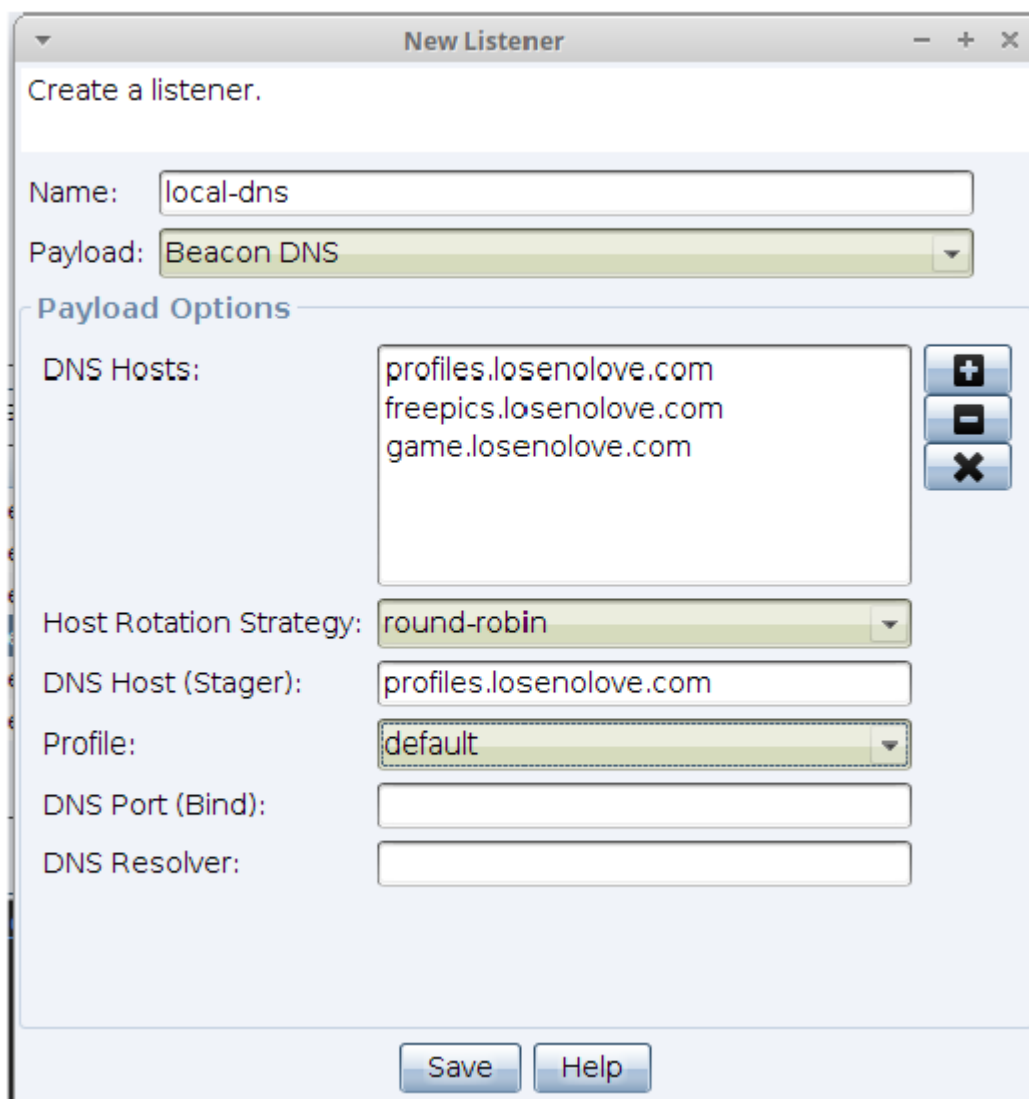 New Listener
Create a listener.
Name: local-dns
Payload: Beacon DNS
Payload Options
DNS Hosts: profiles.losenolove.com
freepics.losenolove.com
game.losenolove.com
Host Rotation Strategy: round-robin
DNS Host (Stager): profiles.losenolove.com
Profile: default
DNS Port (Bind):
DNS Resolver:
Save Help